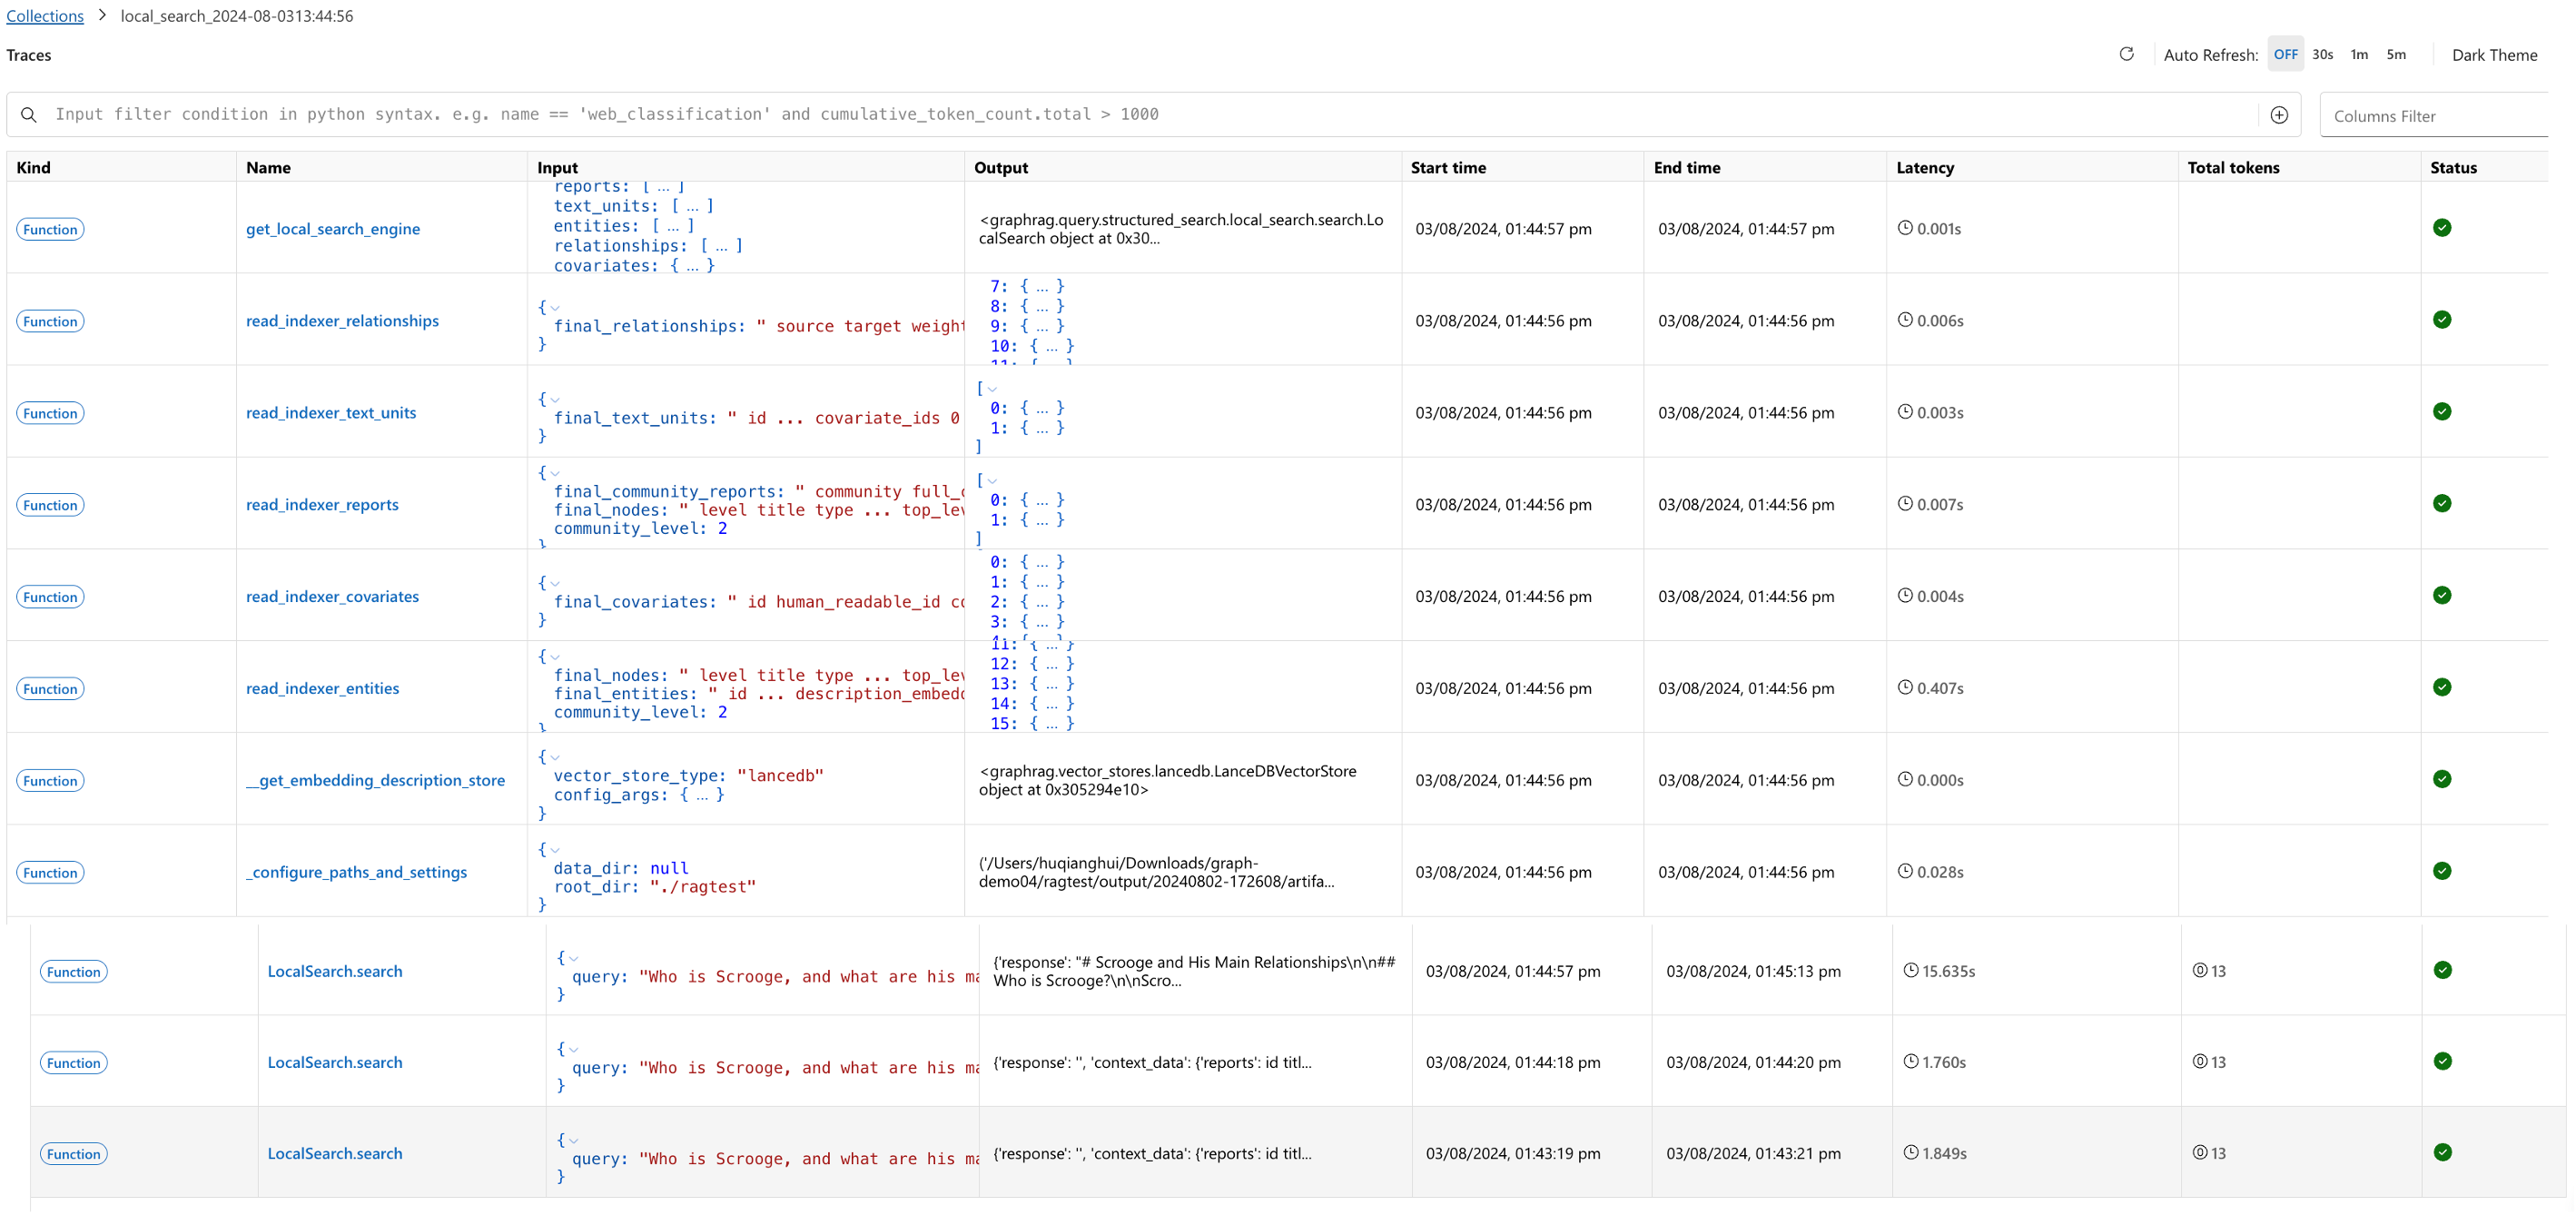 Collections > local_search_2024-08-0313:44:56
Traces
Auto Refresh: OFF 30s 1m 5m Dark Theme
Input filter condition in python syntax. e.g. name == 'web_classification' and cumulative_token_count.total > 1000
Columns Filter
Kind Name Input Output Start time End time Latency Total tokens Status
Function get_local_search_engine
reports: [ ... ]
text_units: [ ... ]
entities: [ ... ]
relationships: [ ... ]
covariates: { ... }
<graphrag.query.structured_search.local_search.search.Lo
calSearch object at 0x30...
03/08/2024, 01:44:57 pm 03/08/2024, 01:44:57 pm 0.001s
Function read_indexer_relationships
{
final_relationships: " source target weight
}
7: { ... }
8: { ... }
9: { ... }
10: { ... }
11: { ... }
03/08/2024, 01:44:56 pm 03/08/2024, 01:44:56 pm 0.006s
Function read_indexer_text_units
{
final_text_units: " id ... covariate_ids 0
}
[
0: { ... }
1: { ... }
]
03/08/2024, 01:44:56 pm 03/08/2024, 01:44:56 pm 0.003s
Function read_indexer_reports
{
final_community_reports: " community full_c
final_nodes: " level title type ... top_lev
community_level: 2
}
[
0: { ... }
1: { ... }
]
03/08/2024, 01:44:56 pm 03/08/2024, 01:44:56 pm 0.007s
Function read_indexer_covariates
{
final_covariates: " id human_readable_id co
}
0: { ... }
1: { ... }
2: { ... }
3: { ... }
4: { ... }
03/08/2024, 01:44:56 pm 03/08/2024, 01:44:56 pm 0.004s
Function read_indexer_entities
{
final_nodes: " level title type ... top_lev
final_entities: " id ... description_embedd
community_level: 2
}
11: { ... }
12: { ... }
13: { ... }
14: { ... }
15: { ... }
03/08/2024, 01:44:56 pm 03/08/2024, 01:44:56 pm 0.407s
Function __get_embedding_description_store
{
vector_store_type: "lancedb"
config_args: { ... }
}
<graphrag.vector_stores.lancedb.LanceDBVectorStore
object at 0x305294e10>
03/08/2024, 01:44:56 pm 03/08/2024, 01:44:56 pm 0.000s
Function _configure_paths_and_settings
{
data_dir: null
root_dir: "./ragtest"
}
('/Users/huqianghui/Downloads/graph-
demo04/ragtest/output/20240802-172608/artifa...
03/08/2024, 01:44:56 pm 03/08/2024, 01:44:56 pm 0.028s
Function LocalSearch.search
{
query: "Who is Scrooge, and what are his ma
}
{'response': "# Scrooge and His Main Relationships\n\n##
Who is Scrooge?\n\nScro...
03/08/2024, 01:44:57 pm 03/08/2024, 01:45:13 pm 15.635s 13
Function LocalSearch.search
{
query: "Who is Scrooge, and what are his ma
}
{'response': '', 'context_data': {'reports': id titl...
03/08/2024, 01:44:18 pm 03/08/2024, 01:44:20 pm 1.760s 13
Function LocalSearch.search
{
query: "Who is Scrooge, and what are his ma
}
{'response': '', 'context_data': {'reports': id titl...
03/08/2024, 01:43:19 pm 03/08/2024, 01:43:21 pm 1.849s 13